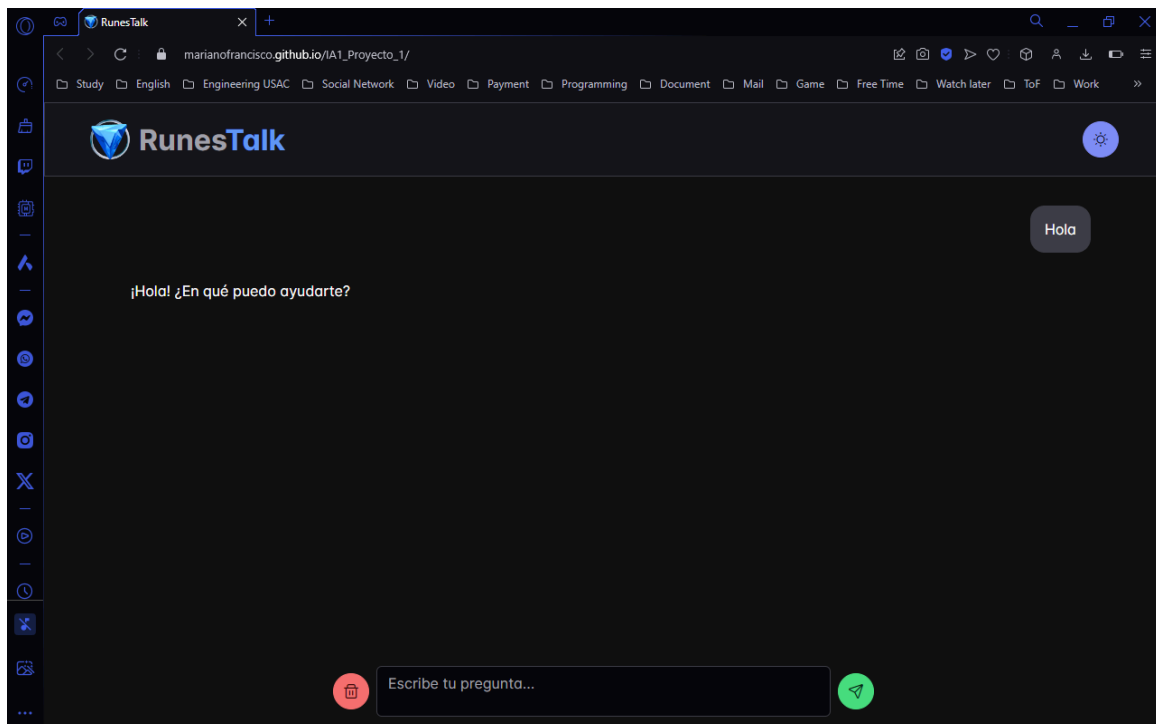 RunesTalk
marianofrancisco.github.io/IA1_Proyecto_1/
Study English Engineering USAC Social Network Video Payment Programming Document Mail Game Free Time Watch later ToF Work
RunesTalk
Hola
¡Hola! ¿En qué puedo ayudarte?
Escribe tu pregunta...